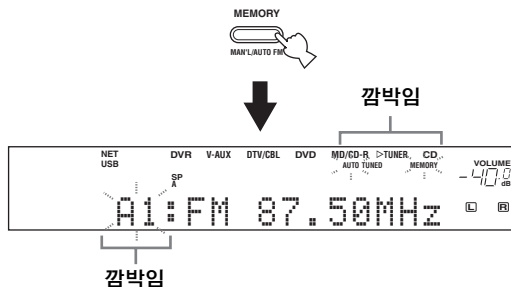 MEMORY
MAN'L/AUTO FM
깜박임
NET DVR V-AUX DTV/CBL DVD MD/CD-R ▷TUNER CD
USB AUTO TUNED MEMORY VOLUME
SP
A
-40.0
dB
A1:FM 87.50MHz L R
깜박임